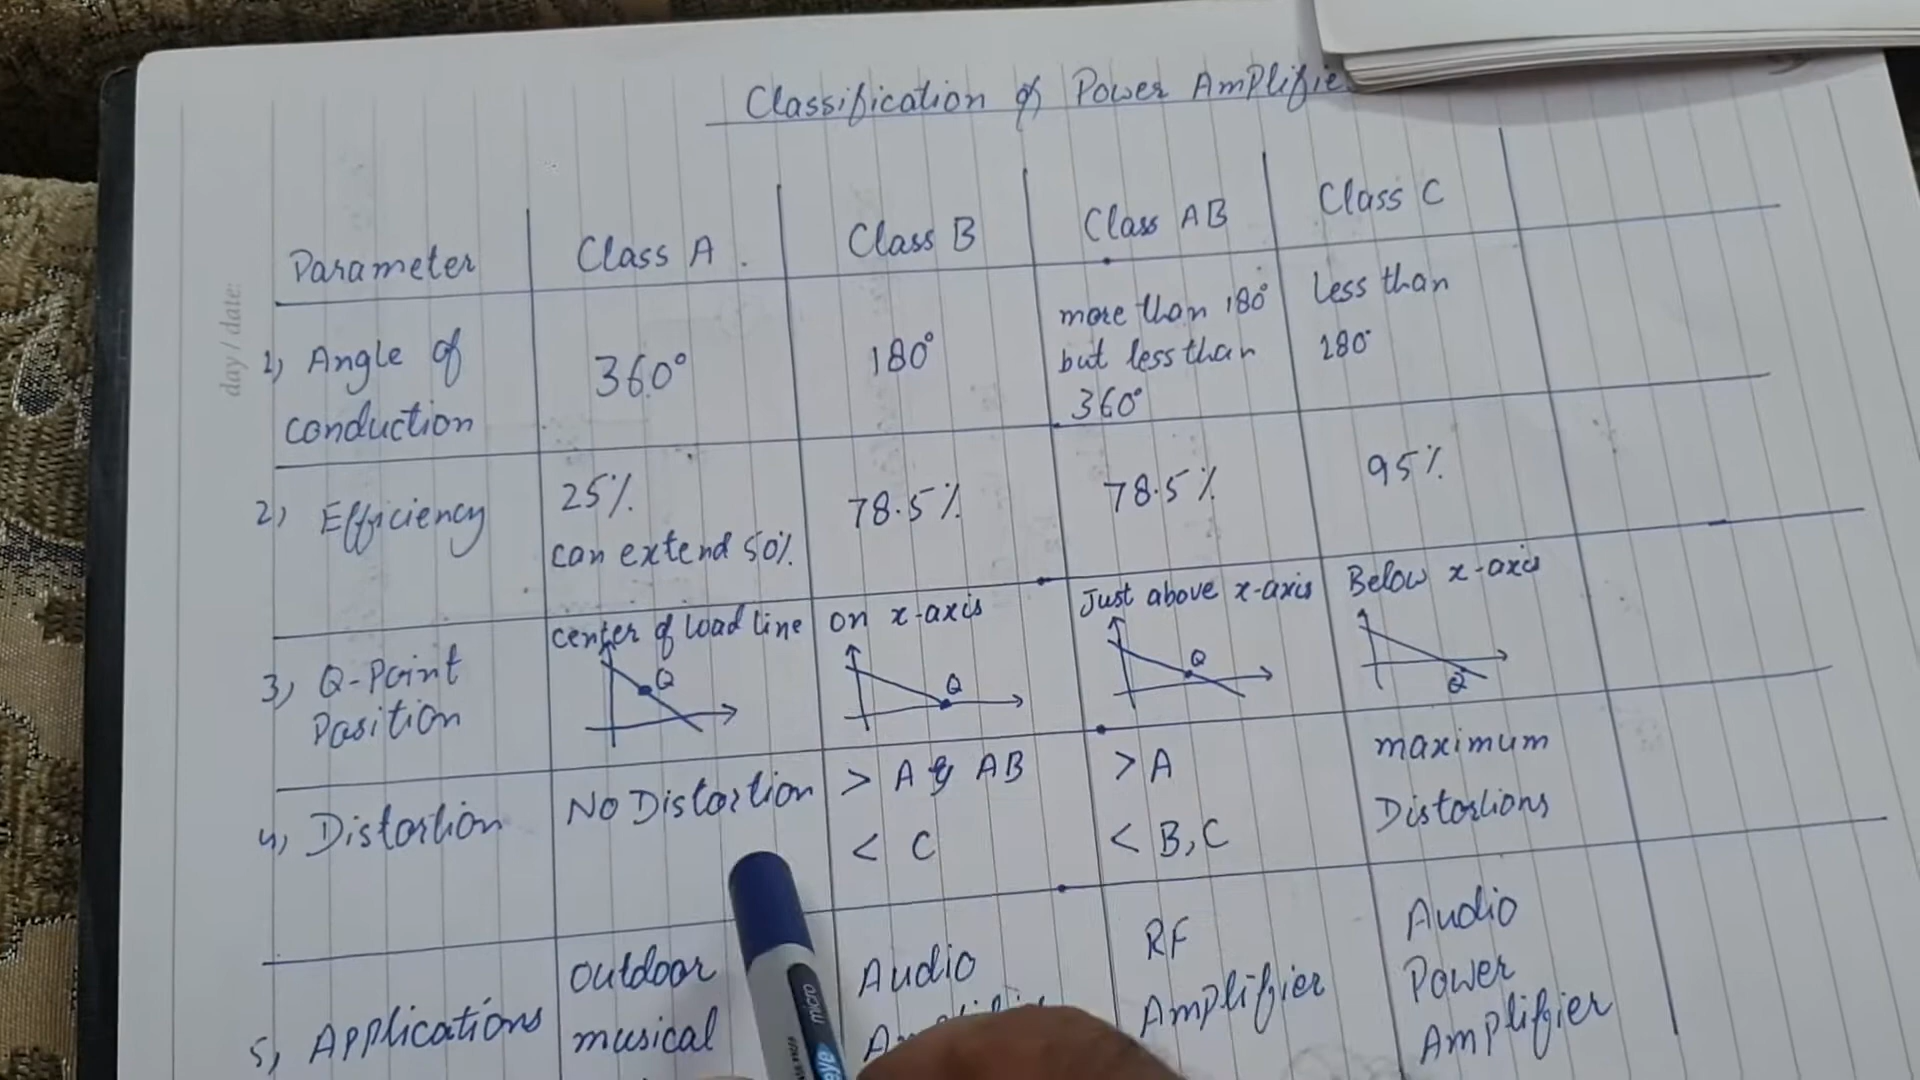 Classification of Power Amplifie
day / date:
Parameter
Class A .
Class B
Class AB
Class C
1) Angle of
conduction
360°
180°
more than 180°
but less than
360°
Less than
180°
2) Efficiency
25%.
can extend 50%.
78.5%
78.5%
95%
3) Q-Point
Position
center of load line
Q
on x-axis
Q
Just above x-axis
Q
Below x-axis
Q
4) Distortion
No Distortion
> A & AB
< C
> A
< B, C
maximum
Distortions
5) Applications
outdoor
musical
Audio
RF
Amplifier
Audio
Power
Amplifier
micro
eye